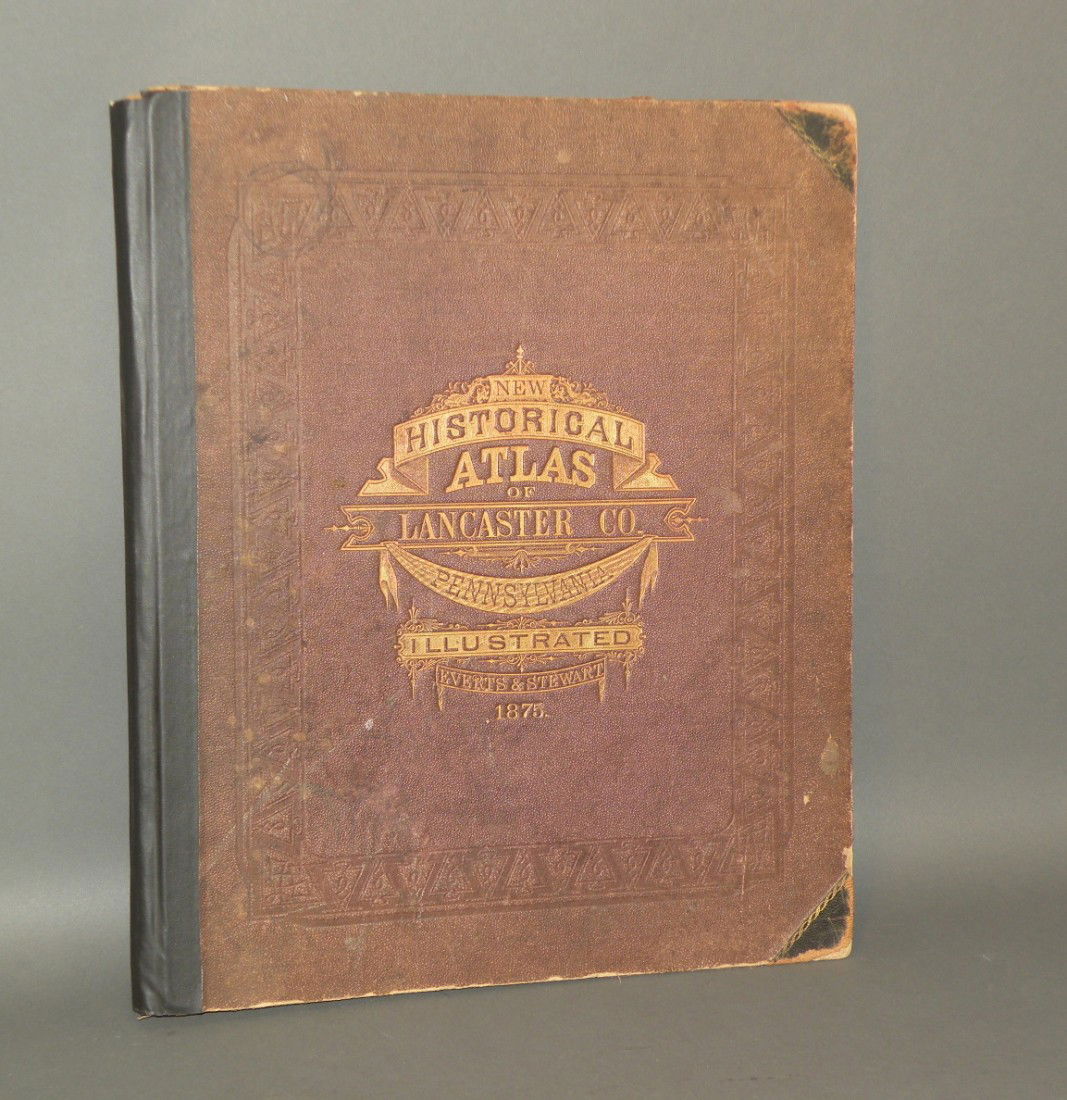 NEW
HISTORICAL
ATLAS
OF
LANCASTER CO.
PENNSYLVANIA
ILLUSTRATED
EVERTS & STEWART
1875.